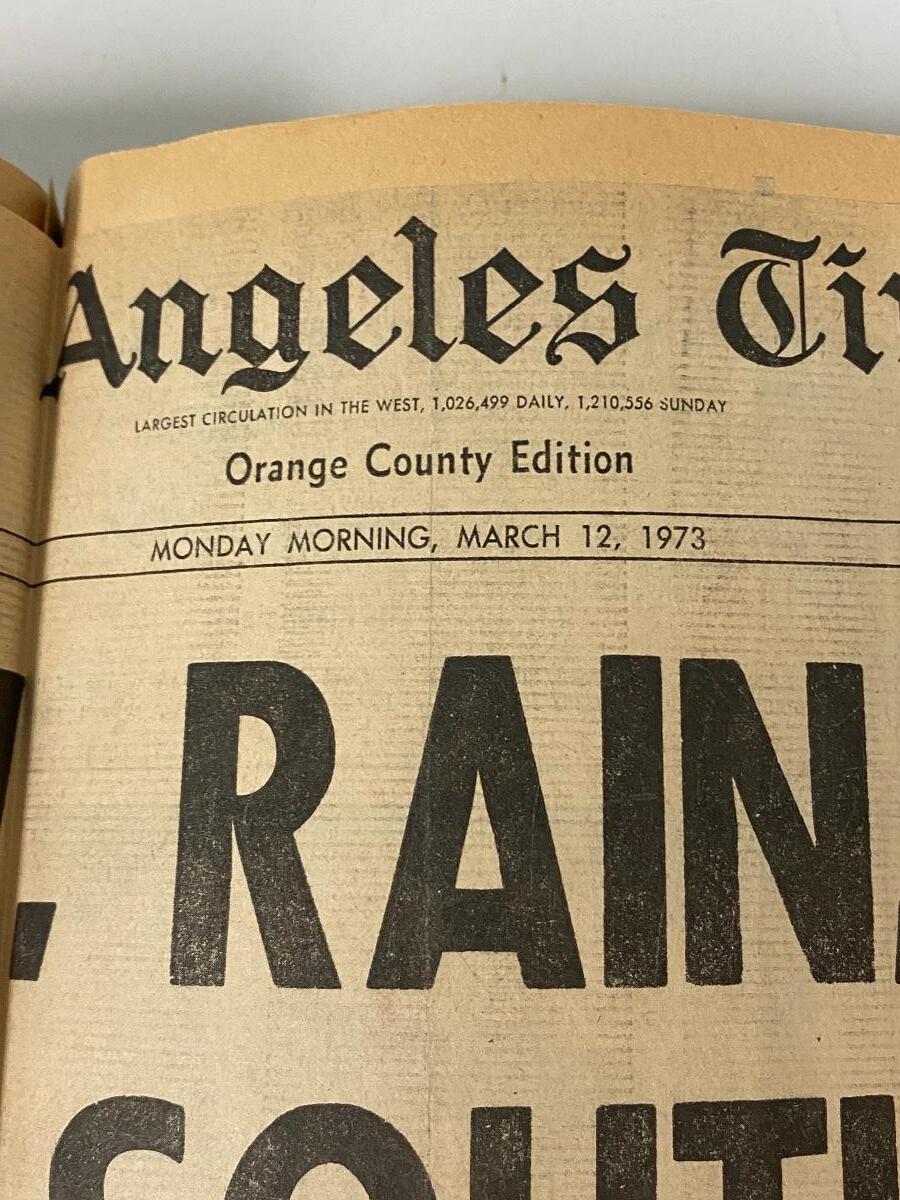 Angeles Ti
LARGEST CIRCULATION IN THE WEST, 1,026,499 DAILY, 1,210,556 SUNDAY
Orange County Edition
MONDAY MORNING, MARCH 12, 1973
RAIN
SOUT